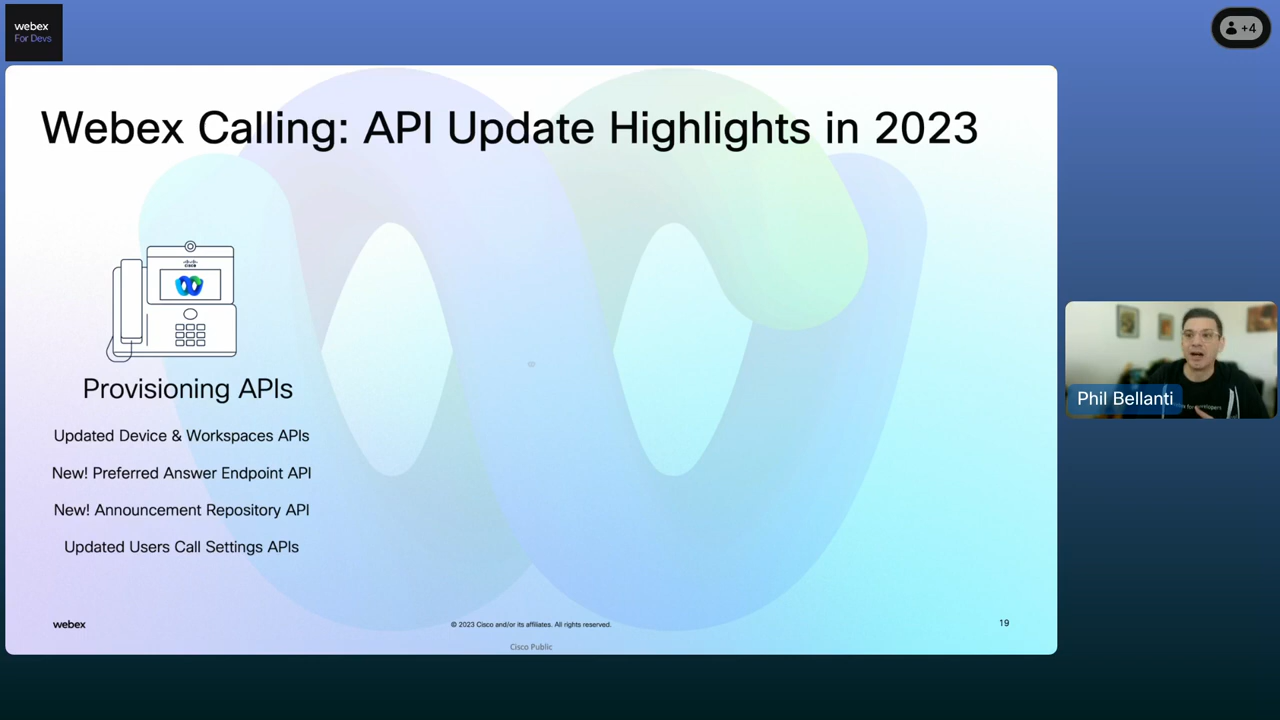 webex
For Devs
+4
Webex Calling: API Update Highlights in 2023
CISCO
Provisioning APIs
Updated Device & Workspaces APIs
New! Preferred Answer Endpoint API
New! Announcement Repository API
Updated Users Call Settings APIs
webex
© 2023 Cisco and/or its affiliates. All rights reserved.
19
Cisco Public
Phil Bellanti